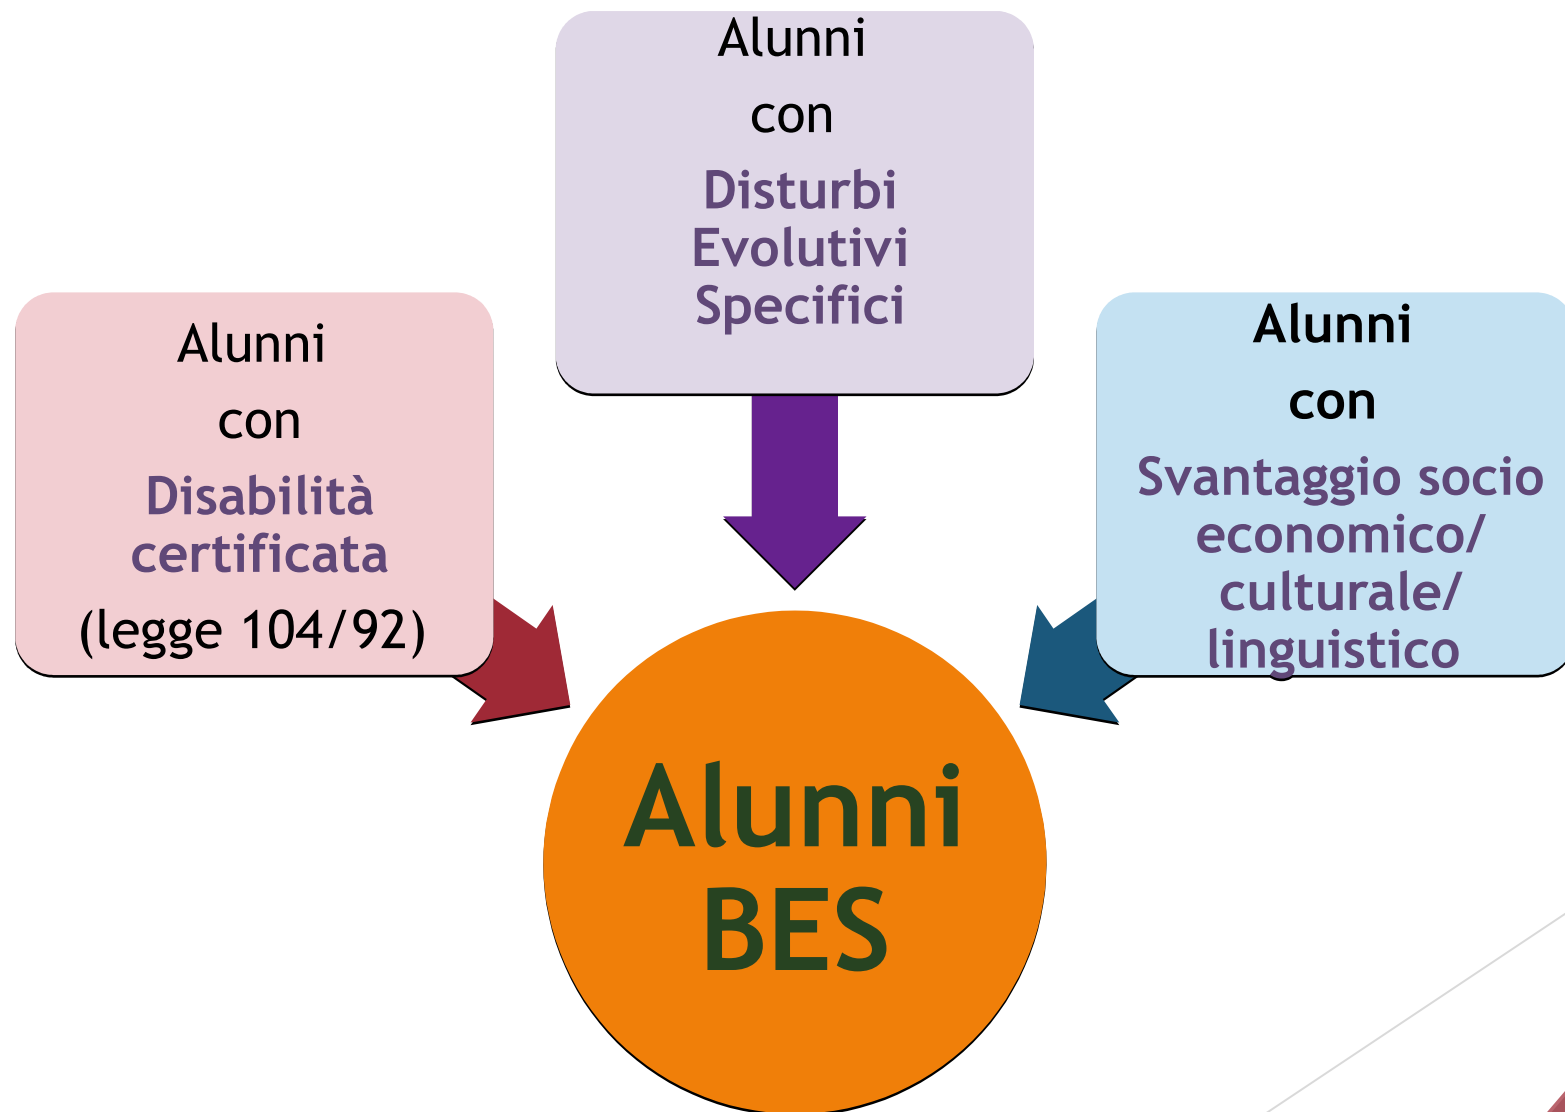 Alunni
con
Disturbi
Evolutivi
Specifici
Alunni
con
Disabilità
certificata
(legge 104/92)
Alunni
con
Svantaggio socio
economico/
culturale/
linguistico
Alunni
BES